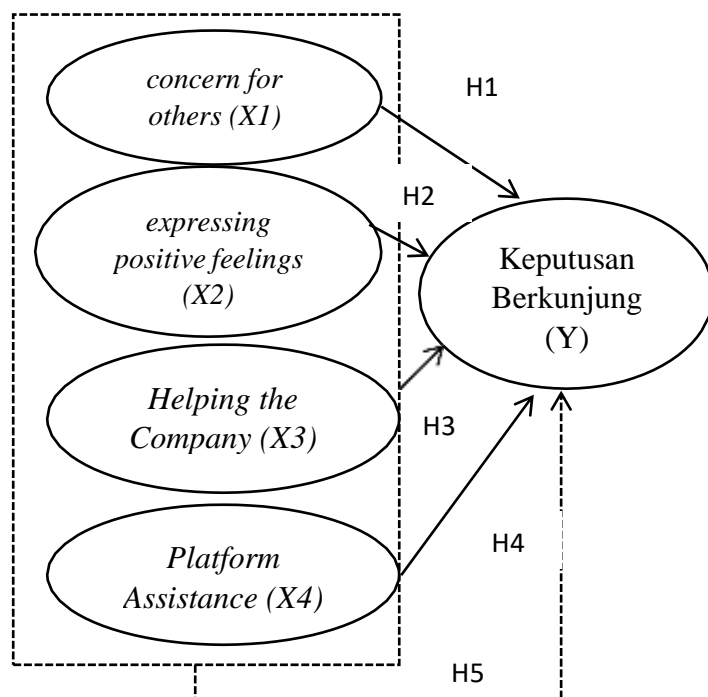 concern for
others (X1)
H1
H2
expressing
positive feelings
(X2)
Keputusan
Berkunjung
(Y)
Helping the
Company (X3)
H3
Platform
Assistance (X4)
H4
H5